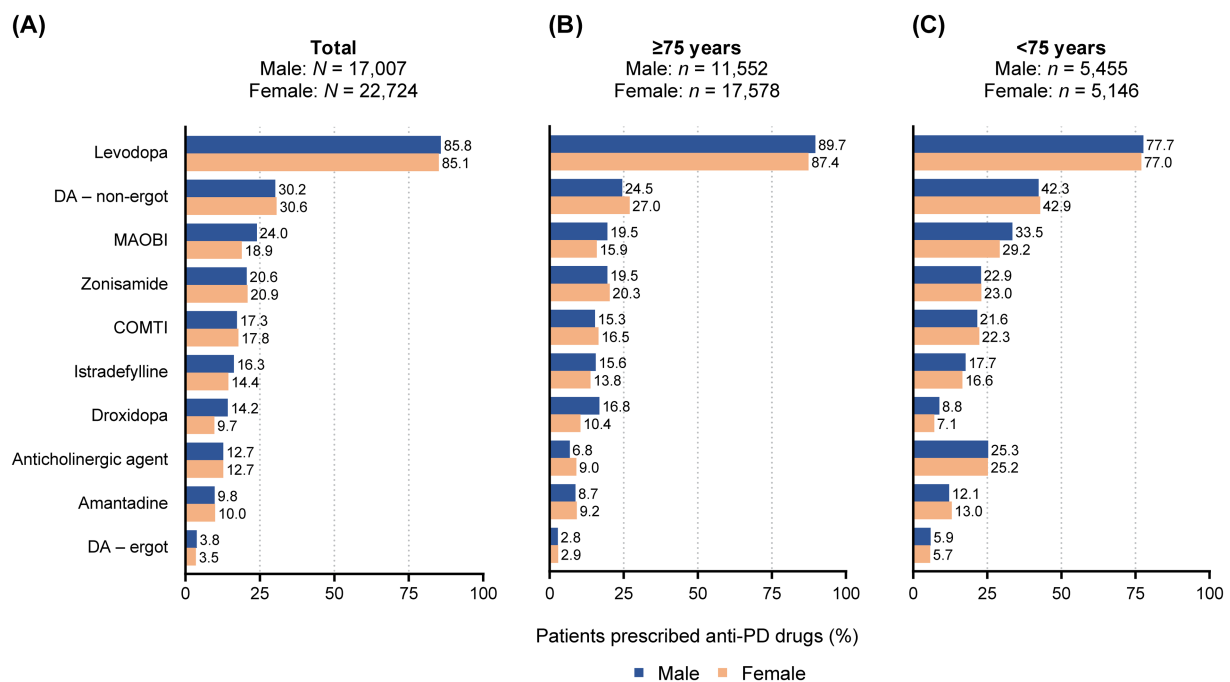 (A)
Total
Male: N = 17,007
Female: N = 22,724
(B)
≥75 years
Male: n = 11,552
Female: n = 17,578
(C)
<75 years
Male: n = 5,455
Female: n = 5,146
Levodopa
DA – non-ergot
MAOBI
Zonisamide
COMTI
Istradefylline
Droxidopa
Anticholinergic agent
Amantadine
DA – ergot
85.8
85.1
30.2
30.6
24.0
18.9
20.6
20.9
17.3
17.8
16.3
14.4
14.2
9.7
12.7
12.7
9.8
10.0
3.8
3.5
0 25 50 75 100
89.7
87.4
24.5
27.0
19.5
15.9
19.5
20.3
15.3
16.5
15.6
13.8
16.8
10.4
6.8
9.0
8.7
9.2
2.8
2.9
0 25 50 75 100
77.7
77.0
42.3
42.9
33.5
29.2
22.9
23.0
21.6
22.3
17.7
16.6
8.8
7.1
25.3
25.2
12.1
13.0
5.9
5.7
0 25 50 75 100
Patients prescribed anti-PD drugs (%)
Male Female